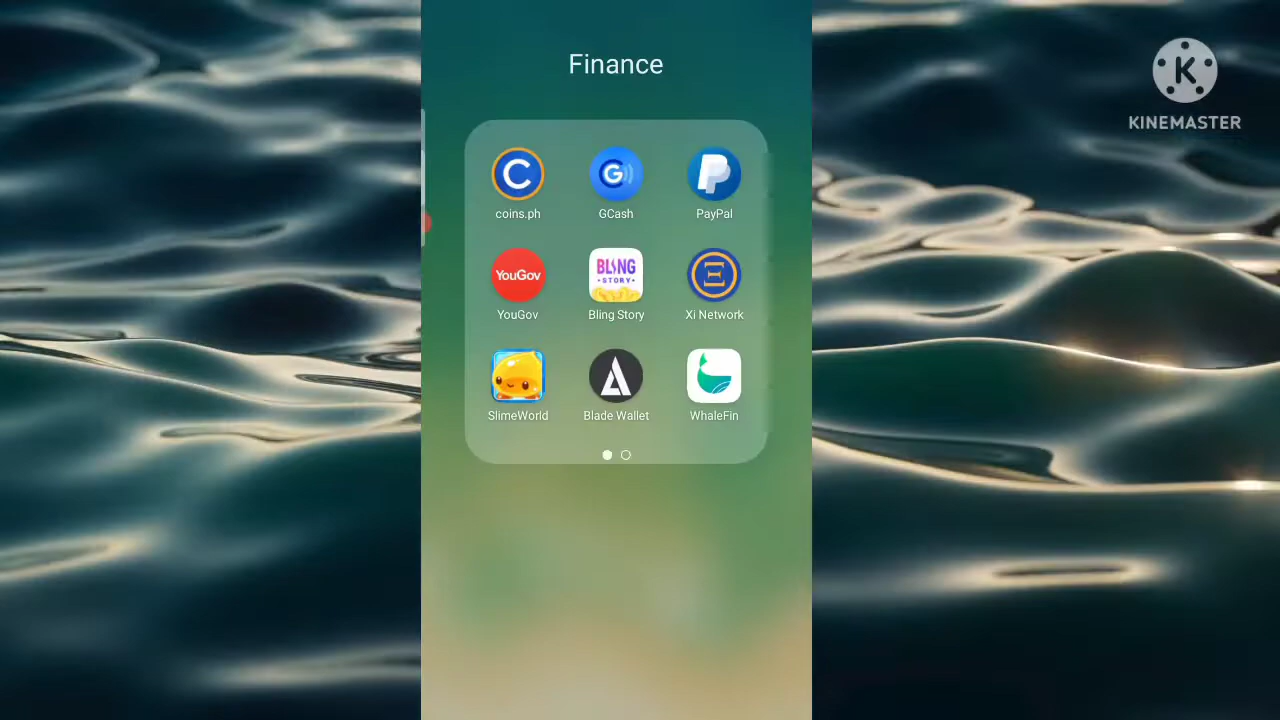 Finance
KINEMASTER
coins.ph GCash PayPal
YouGov
BLING
STORY
YouGov Bling Story Xi Network
SlimeWorld Blade Wallet WhaleFin